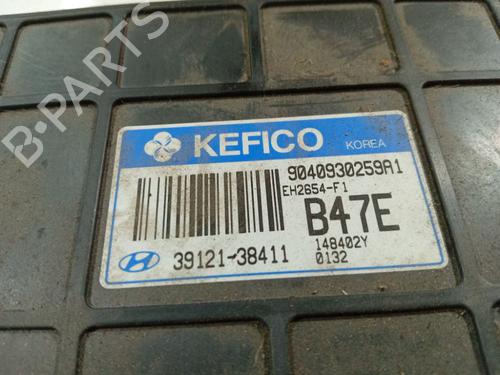 B-PARTS
KEFICO KOREA
9040930259A1
EH2654-F1
B47E
39121-38411
148402Y
0132